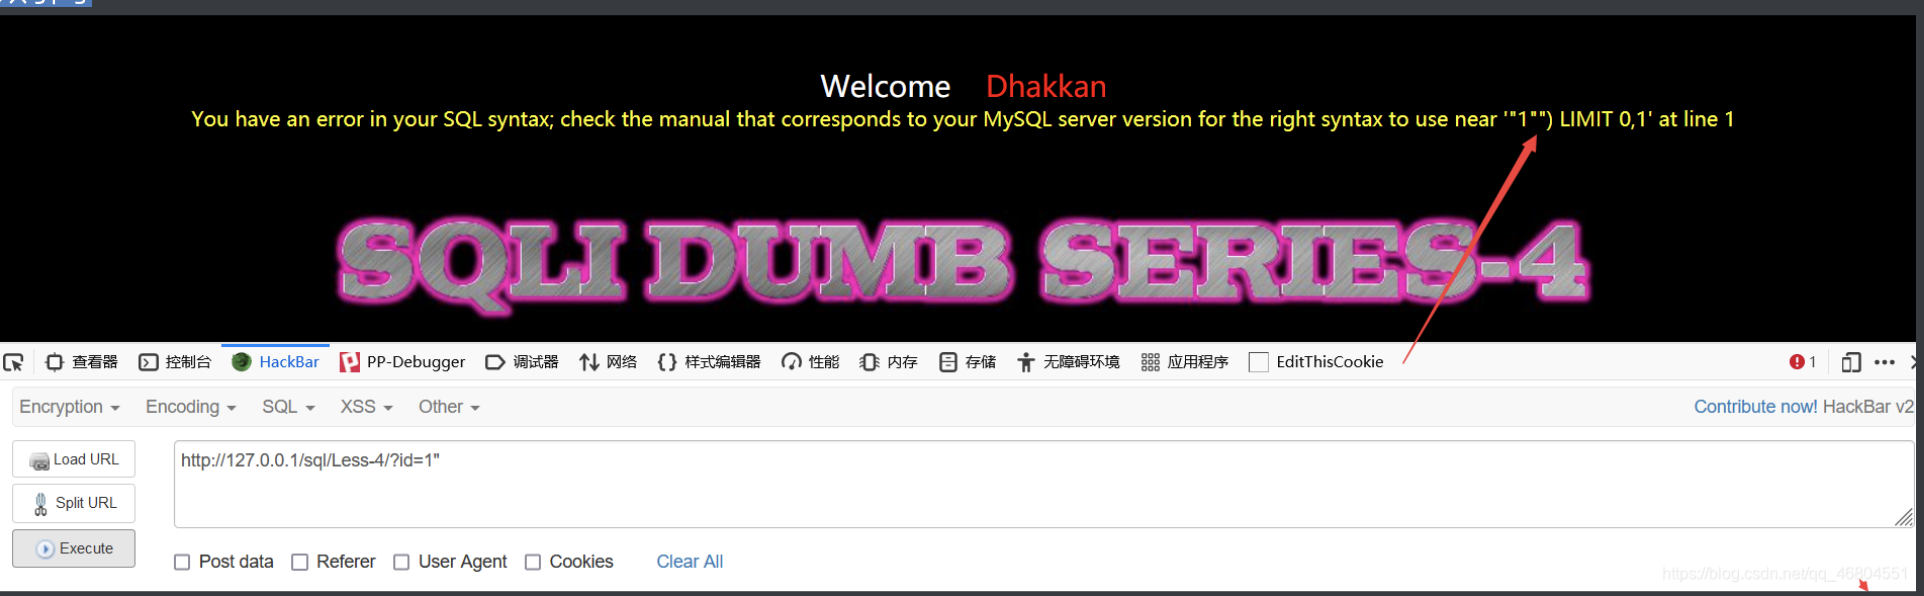 Welcome Dhakkan
You have an error in your SQL syntax; check the manual that corresponds to your MySQL server version for the right syntax to use near '"1"") LIMIT 0,1' at line 1
SQLI DUMB SERIES-4
查看器 控制台 HackBar PP-Debugger 调试器 网络 {} 样式编辑器 性能 内存 存储 无障碍环境 应用程序 EditThisCookie 1
Encryption Encoding SQL XSS Other Contribute now! HackBar v2
Load URL http://127.0.0.1/sql/Less-4/?id=1"
Split URL
Execute
Post data Referer User Agent Cookies Clear All
https://blog.csdn.net/qq_46804551